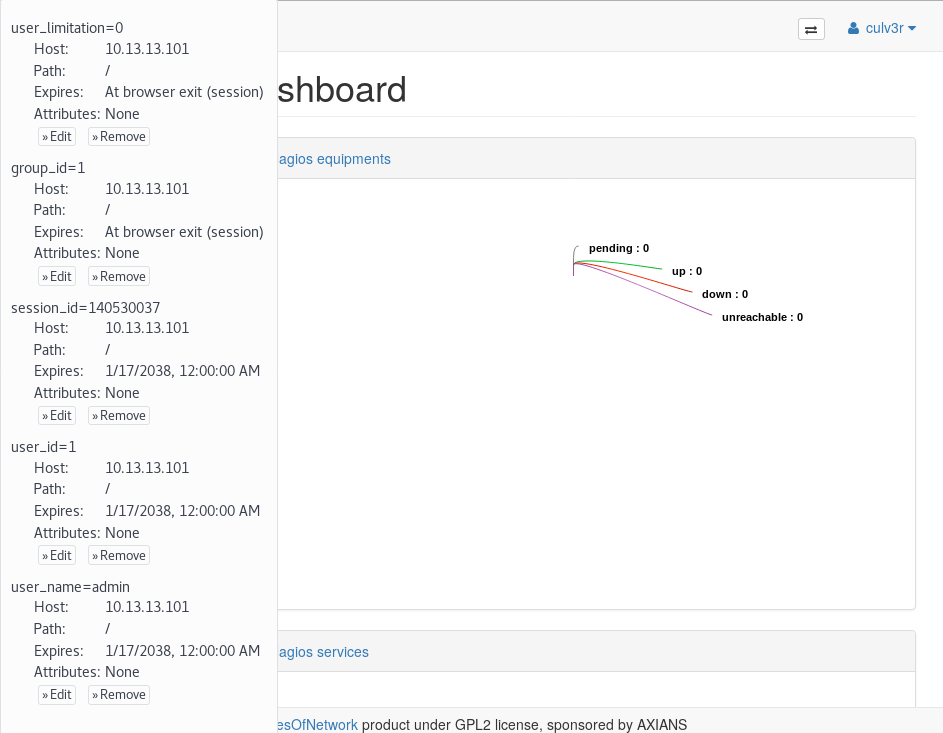 user_limitation=0
Host: 10.13.13.101
Path: /
Expires: At browser exit (session)
Attributes: None
» Edit » Remove
group_id=1
Host: 10.13.13.101
Path: /
Expires: At browser exit (session)
Attributes: None
» Edit » Remove
session_id=140530037
Host: 10.13.13.101
Path: /
Expires: 1/17/2038, 12:00:00 AM
Attributes: None
» Edit » Remove
user_id=1
Host: 10.13.13.101
Path: /
Expires: 1/17/2038, 12:00:00 AM
Attributes: None
» Edit » Remove
user_name=admin
Host: 10.13.13.101
Path: /
Expires: 1/17/2038, 12:00:00 AM
Attributes: None
» Edit » Remove
culv3r
shboard
agios equipments
pending : 0
up : 0
down : 0
unreachable : 0
agios services
esOfNetwork product under GPL2 license, sponsored by AXIANS